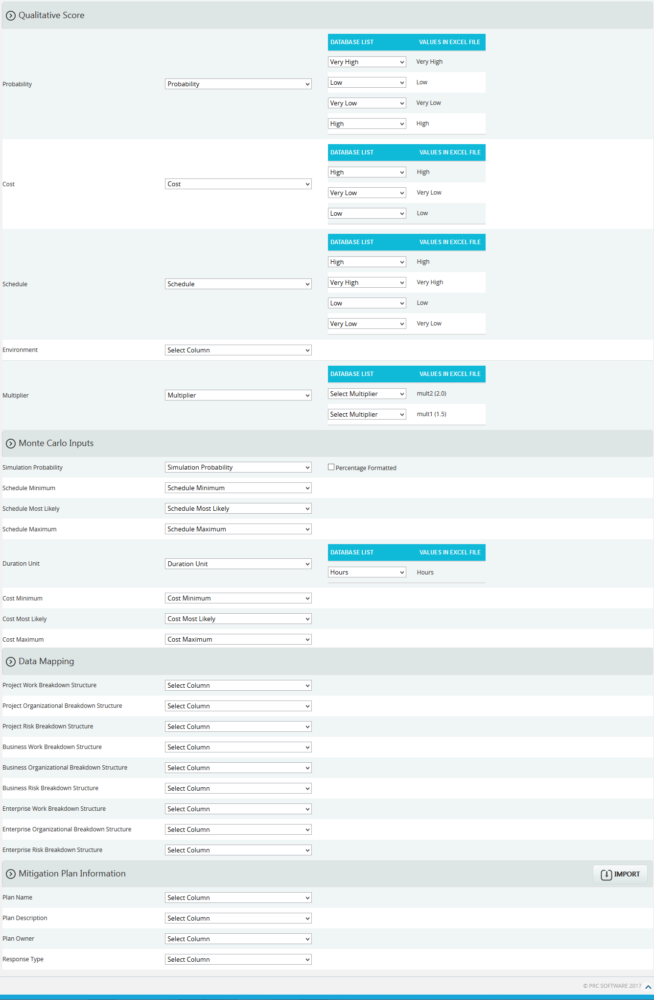 Qualitative Score
DATABASE LIST VALUES IN EXCEL FILE
Very High Very High
Probability Probability
Low Low
Very Low Very Low
High High
DATABASE LIST VALUES IN EXCEL FILE
High High
Cost Cost
Very Low Very Low
Low Low
DATABASE LIST VALUES IN EXCEL FILE
High High
Schedule Schedule
Very High Very High
Low Low
Very Low Very Low
Environment Select Column
DATABASE LIST VALUES IN EXCEL FILE
Multiplier Multiplier
Select Multiplier mult2 (2.0)
Select Multiplier mult1 (1.5)
Monte Carlo Inputs
Simulation Probability Simulation Probability Percentage Formatted
Schedule Minimum Schedule Minimum
Schedule Most Likely Schedule Most Likely
Schedule Maximum Schedule Maximum
DATABASE LIST VALUES IN EXCEL FILE
Duration Unit Duration Unit
Hours Hours
Cost Minimum Cost Minimum
Cost Most Likely Cost Most Likely
Cost Maximum Cost Maximum
Data Mapping
Project Work Breakdown Structure Select Column
Project Organizational Breakdown Structure Select Column
Project Risk Breakdown Structure Select Column
Business Work Breakdown Structure Select Column
Business Organizational Breakdown Structure Select Column
Business Risk Breakdown Structure Select Column
Enterprise Work Breakdown Structure Select Column
Enterprise Organizational Breakdown Structure Select Column
Enterprise Risk Breakdown Structure Select Column
Mitigation Plan Information IMPORT
Plan Name Select Column
Plan Description Select Column
Plan Owner Select Column
Response Type Select Column
© PRC SOFTWARE 2017